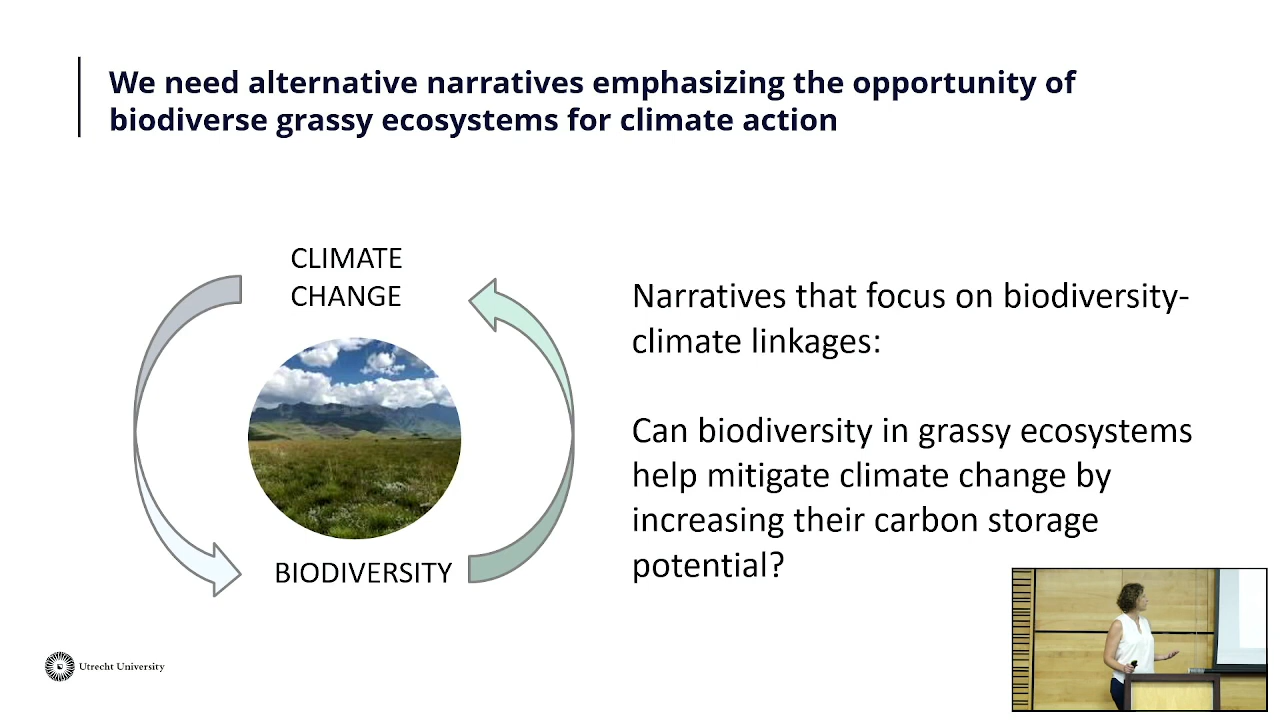 We need alternative narratives emphasizing the opportunity of
biodiverse grassy ecosystems for climate action
CLIMATE
CHANGE
BIODIVERSITY
Narratives that focus on biodiversity-
climate linkages:
Can biodiversity in grassy ecosystems
help mitigate climate change by
increasing their carbon storage
potential?
Utrecht University